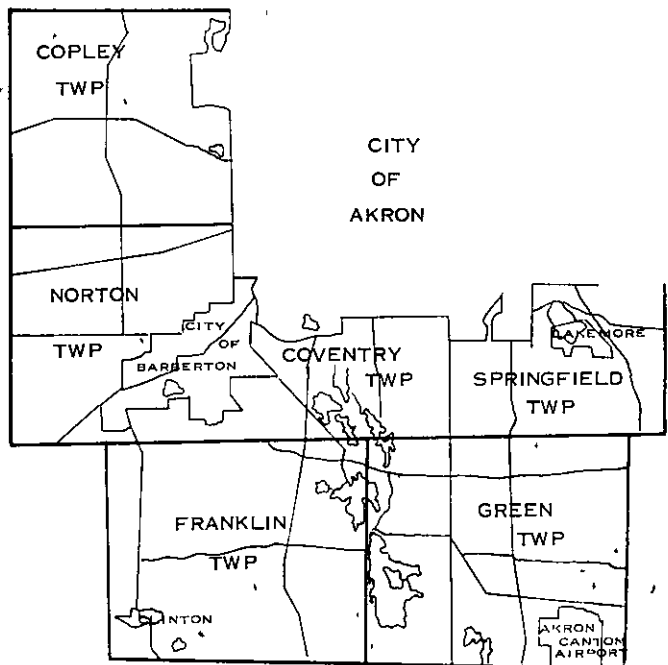 COPLEY
TWP
CITY
OF
AKRON
NORTON
TWP
CITY
OF
BARBERTON
COVENTRY
TWP
LAKEMORE
SPRINGFIELD
TWP
FRANKLIN
TWP
GREEN
TWP
CLINTON
AKRON
CANTON
AIRPORT